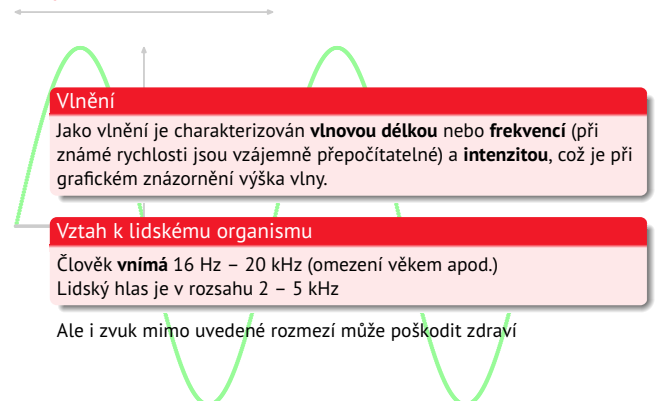 Vlnění
Jako vlnění je charakterizován vlnovou délkou nebo frekvencí (při
známé rychlosti jsou vzájemně přepočítatelné) a intenzitou, což je při
grafickém znázornění výška vlny.
Vztah k lidskému organismu
Člověk vnímá 16 Hz – 20 kHz (omezení věkem apod.)
Lidský hlas je v rozsahu 2 – 5 kHz
Ale i zvuk mimo uvedené rozmezí může poškodit zdraví